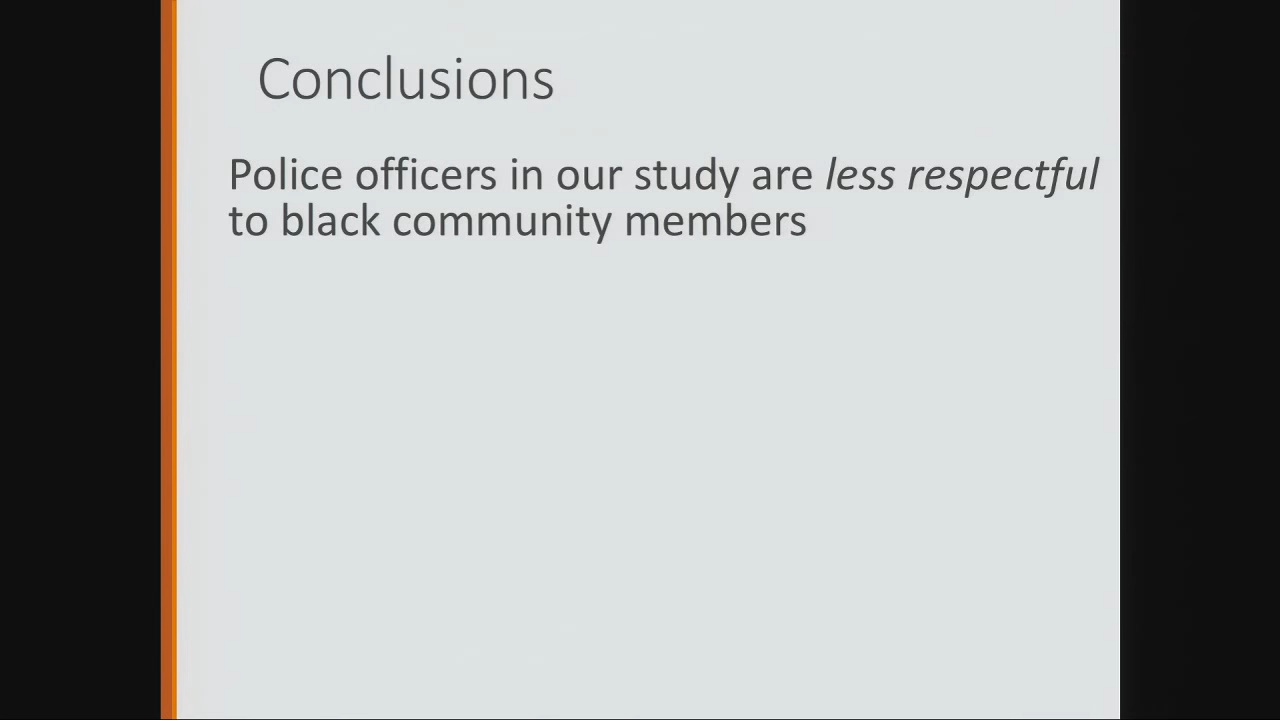 Conclusions
Police officers in our study are less respectful
to black community members